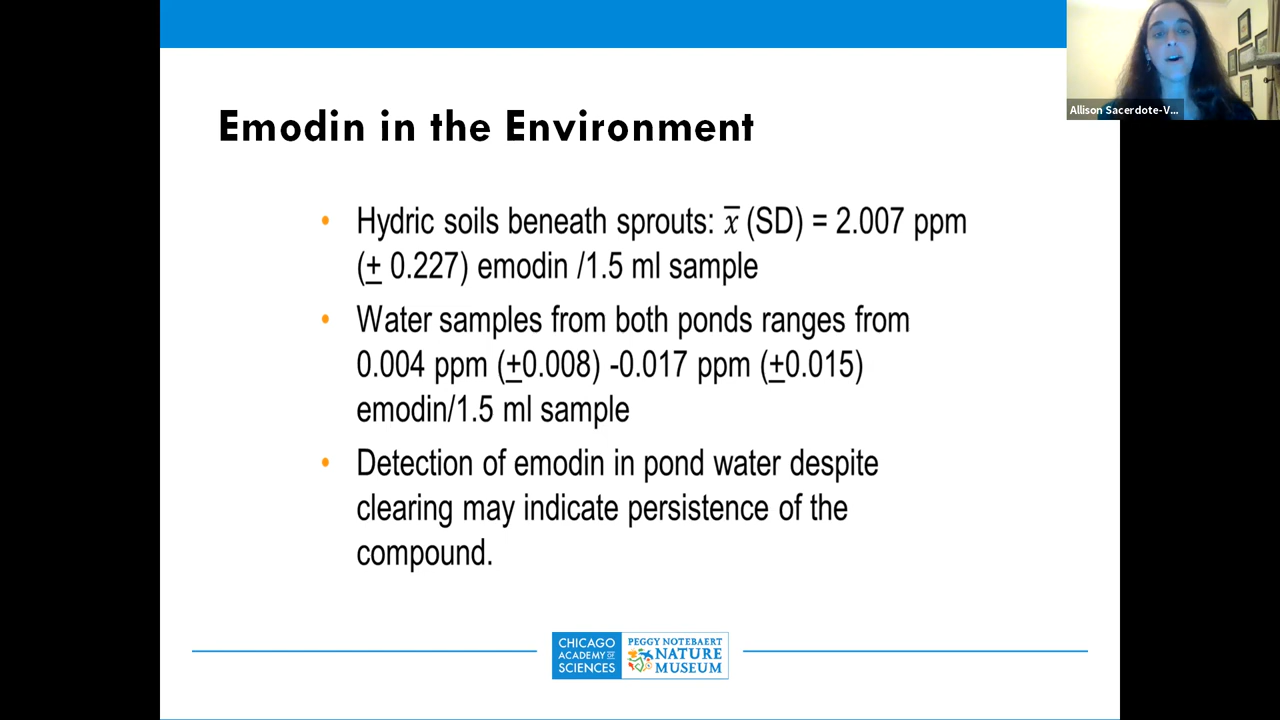 Allison Sacerdote-V...
Emodin in the Environment
• Hydric soils beneath sprouts: x̅ (SD) = 2.007 ppm
(± 0.227) emodin /1.5 ml sample
• Water samples from both ponds ranges from
0.004 ppm (±0.008) -0.017 ppm (±0.015)
emodin/1.5 ml sample
• Detection of emodin in pond water despite
clearing may indicate persistence of the
compound.
CHICAGO
ACADEMY OF
SCIENCES
PEGGY NOTEBAERT
NATURE
MUSEUM